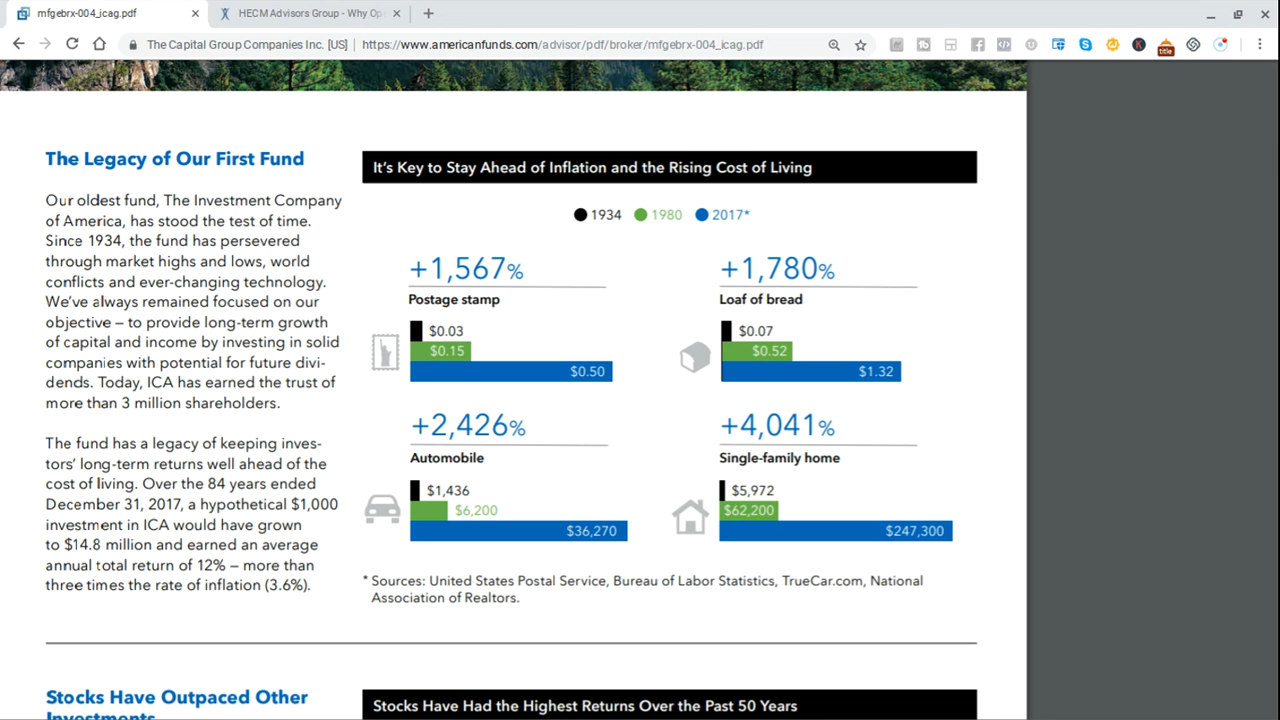 mfgebrx-004_icag.pdf
HECM Advisors Group - Why Op
The Capital Group Companies Inc. [US] | https://www.americanfunds.com/advisor/pdf/broker/mfgebrx-004_icag.pdf
title
The Legacy of Our First Fund
Our oldest fund, The Investment Company
of America, has stood the test of time.
Since 1934, the fund has persevered
through market highs and lows, world
conflicts and ever-changing technology.
We've always remained focused on our
objective – to provide long-term growth
of capital and income by investing in solid
companies with potential for future divi-
dends. Today, ICA has earned the trust of
more than 3 million shareholders.
The fund has a legacy of keeping inves-
tors' long-term returns well ahead of the
cost of living. Over the 84 years ended
December 31, 2017, a hypothetical $1,000
investment in ICA would have grown
to $14.8 million and earned an average
annual total return of 12% – more than
three times the rate of inflation (3.6%).
It's Key to Stay Ahead of Inflation and the Rising Cost of Living
1934 1980 2017*
+1,567%
Postage stamp
$0.03
$0.15
$0.50
+1,780%
Loaf of bread
$0.07
$0.52
$1.32
+2,426%
Automobile
$1,436
$6,200
$36,270
+4,041%
Single-family home
$5,972
$62,200
$247,300
* Sources: United States Postal Service, Bureau of Labor Statistics, TrueCar.com, National
Association of Realtors.
Stocks Have Outpaced Other
Investments
Stocks Have Had the Highest Returns Over the Past 50 Years